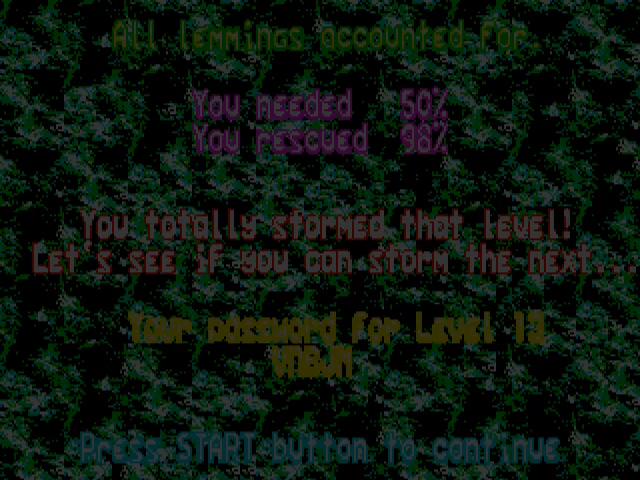 All lemmings accounted for.
You needed 50%
You rescued 98%
You totally stormed that level!
Let's see if you can storm the next...
Your password for Level 12
Press START button to continue